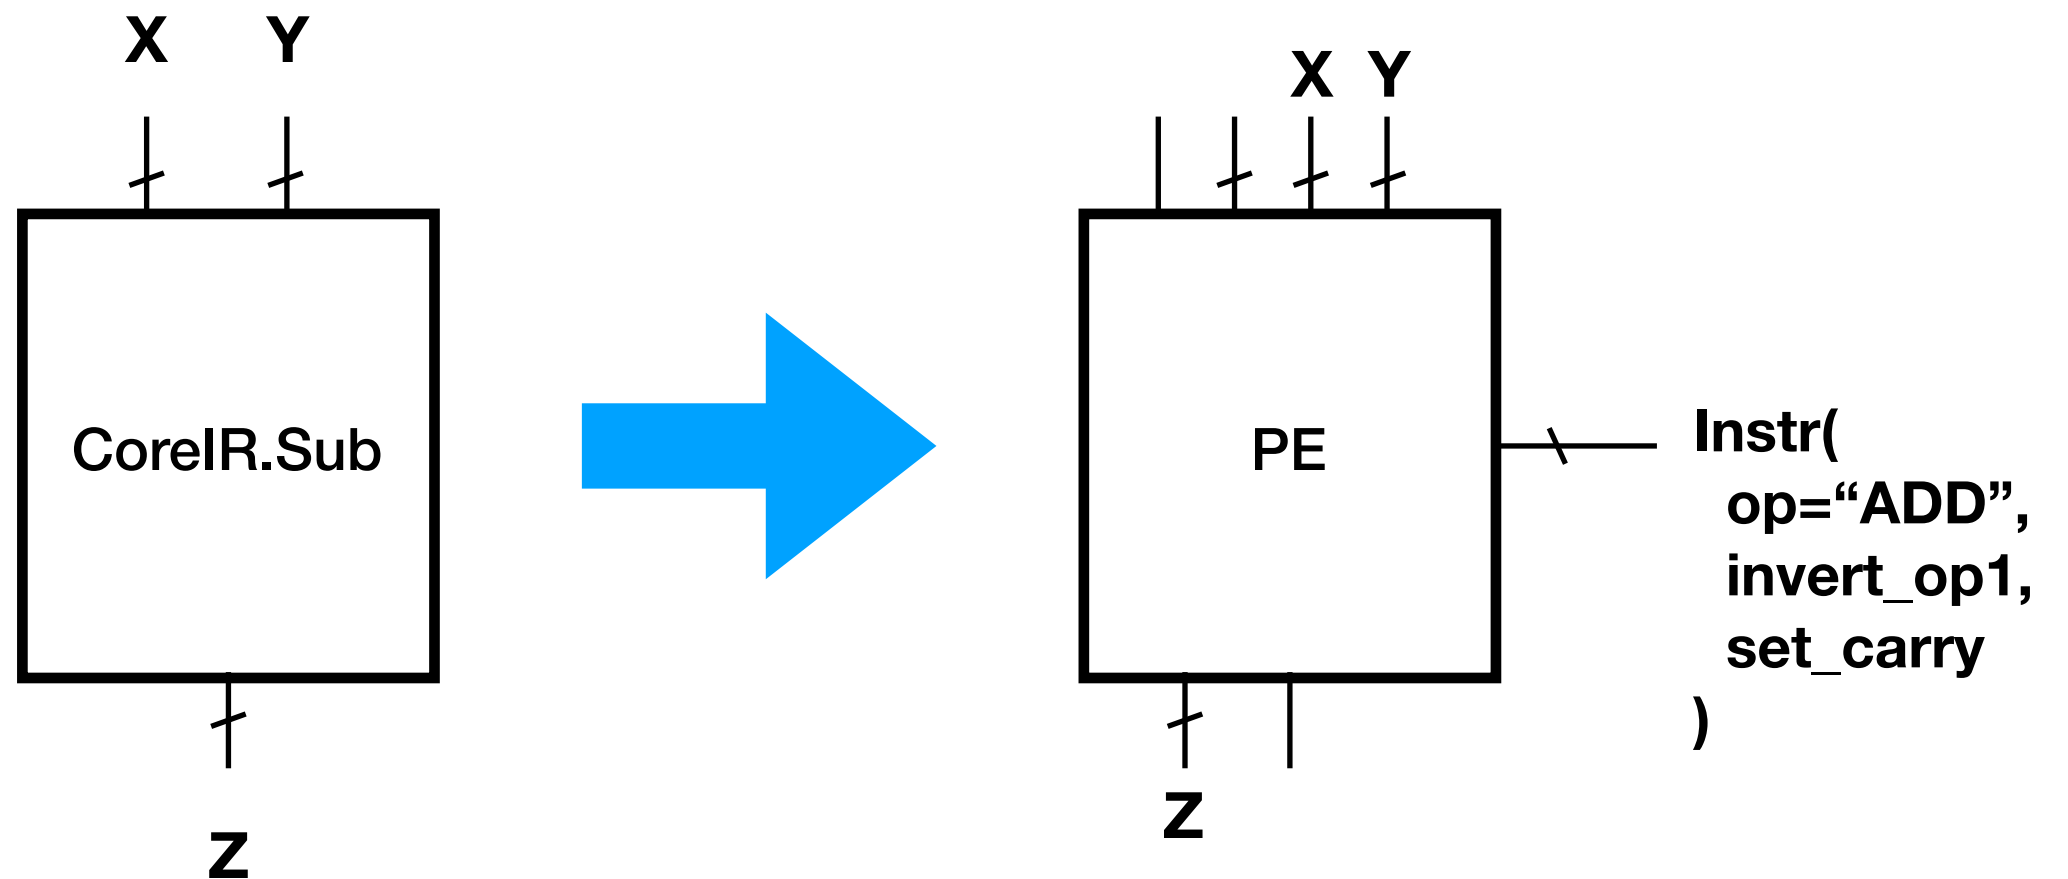 X Y
CoreIR.Sub
Z
X Y
PE
Z
Instr(
op=“ADD”,
invert_op1,
set_carry
)